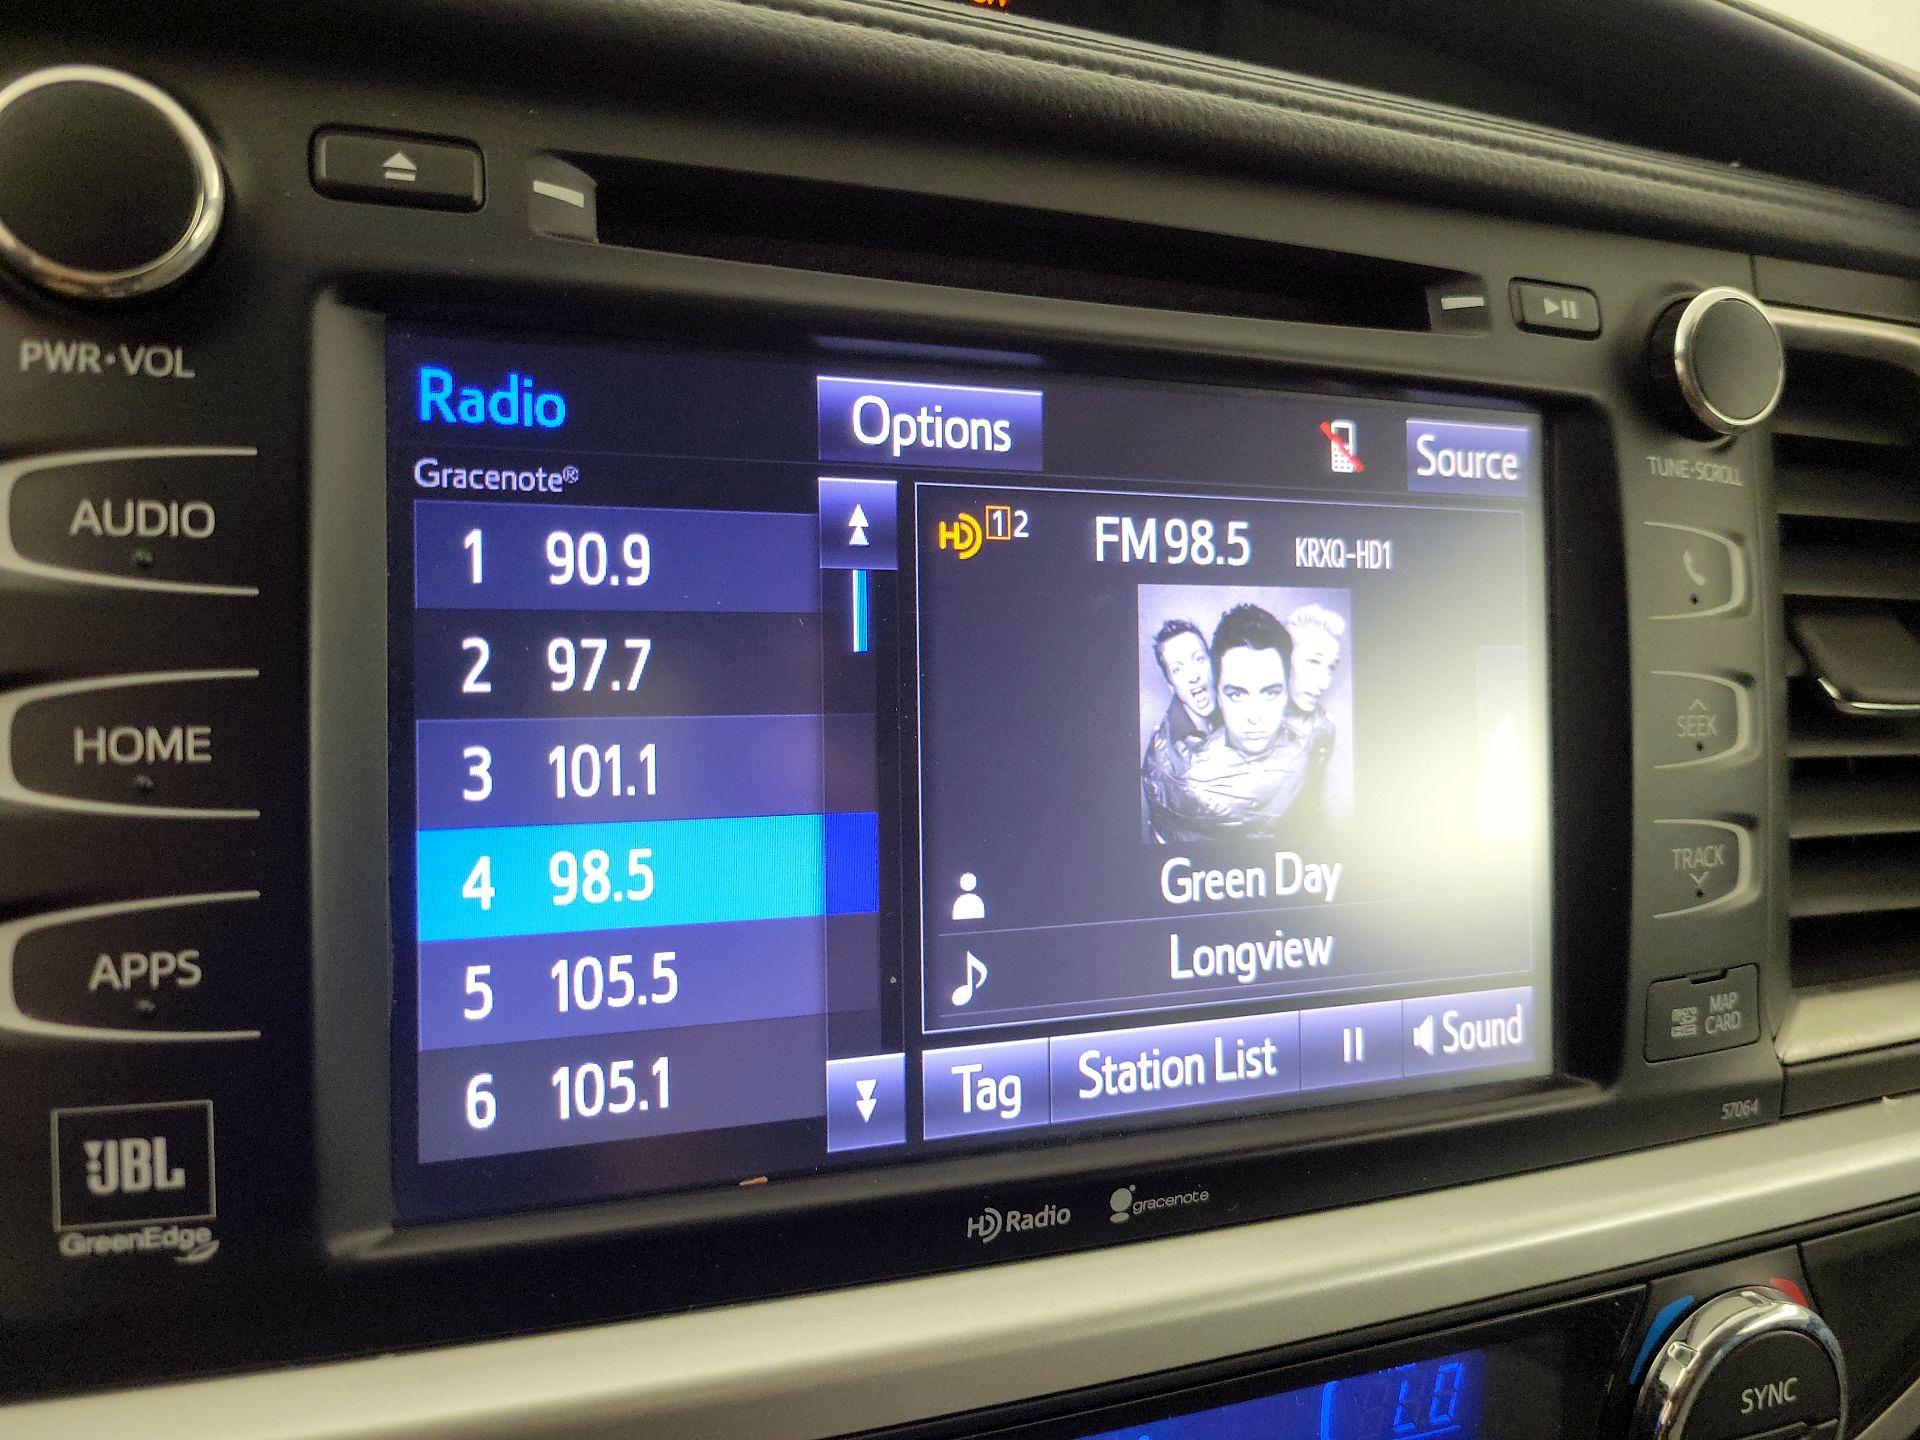 PWR•VOL
AUDIO
HOME
APPS
JBL
GreenEdge
Radio
Options
Source
Gracenote®
1 90.9
2 97.7
3 101.1
4 98.5
5 105.5
6 105.1
HD 1 2
FM 98.5 KRXQ-HD1
Green Day
Longview
Tag
Station List
Sound
HD Radio
gracenote
TUNE•SCROLL
SEEK
TRACK
MAP
CARD
57064
LO
SYNC